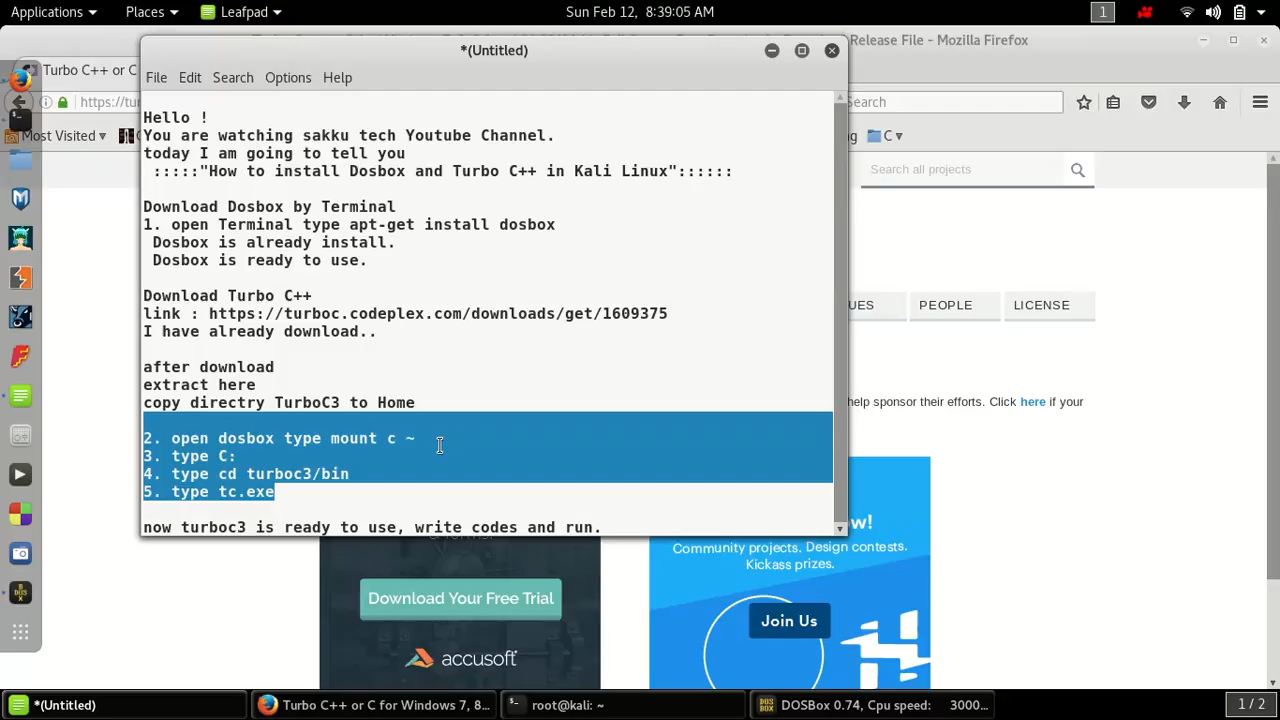 Applications Places Leafpad Sun Feb 12, 8:39:05 AM 1
*(Untitled)
Release File - Mozilla Firefox
Turbo C++ or C
File Edit Search Options Help
https://tur
Search
Most Visited
C
Hello !
You are watching sakku tech Youtube Channel.
today I am going to tell you
:::::"How to install Dosbox and Turbo C++ in Kali Linux"::::::
Search all projects
Download Dosbox by Terminal
1. open Terminal type apt-get install dosbox
Dosbox is already install.
Dosbox is ready to use.
Download Turbo C++
link : https://turboc.codeplex.com/downloads/get/1609375
I have already download..
UES PEOPLE LICENSE
after download
extract here
copy directry TurboC3 to Home
help sponsor their efforts. Click here if your
2. open dosbox type mount c ~
3. type C:
4. type cd turboc3/bin
5. type tc.exe
now turboc3 is ready to use, write codes and run.
Community projects. Design contests.
Kickass prizes.
Download Your Free Trial
Join Us
accusoft
*(Untitled) Turbo C++ or C for Windows 7, 8... root@kali: ~ DOSBox 0.74, Cpu speed: 3000... 1 / 2